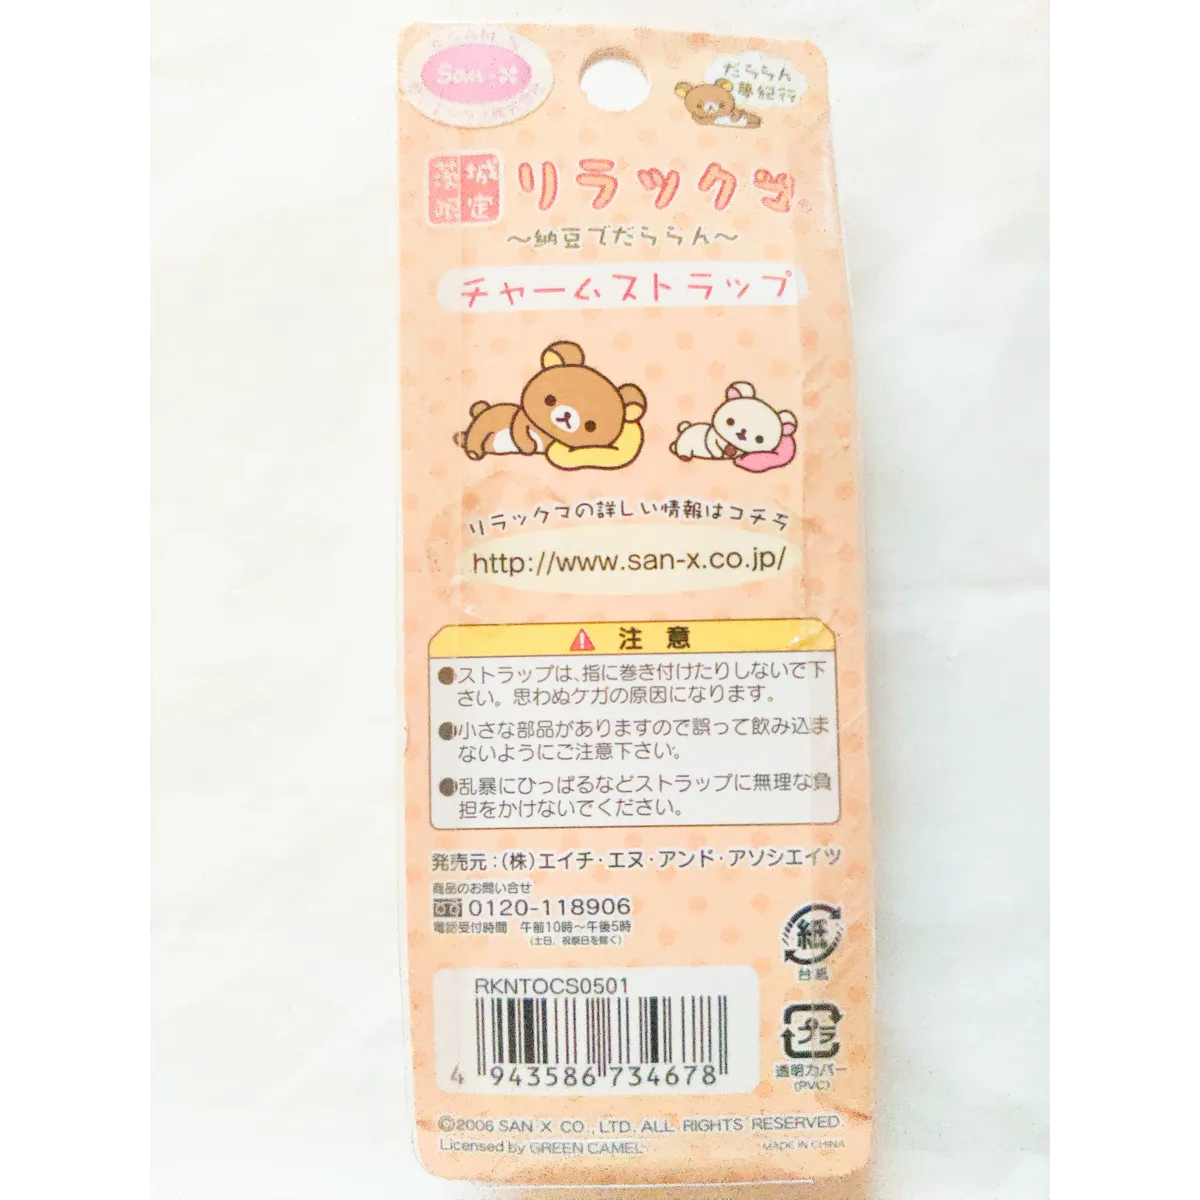 San-X
だららん
夢紀行
茨城
限定
リラックマ®
〜納豆でだららん〜
チャームストラップ
リラックマの詳しい情報はコチラ
http://www.san-x.co.jp/
注意
●ストラップは、指に巻き付けたりしないで下
さい。思わぬケガの原因になります。
●小さな部品がありますので誤って飲み込ま
ないようにご注意下さい。
●乱暴にひっぱるなどストラップに無理な負
担をかけないでください。
発売元:(株)エイチ・エヌ・アンド・アソシエイツ
商品のお問い合せ
0120-118906
電話受付時間 午前10時〜午後5時
(土日、祝祭日を除く)
紙
台紙
RKNTOCS0501
4 943586 734678
プラ
透明カバー
(PVC)
©2006 SAN-X CO., LTD. ALL RIGHTS RESERVED.
Licensed by GREEN CAMEL
MADE IN CHINA